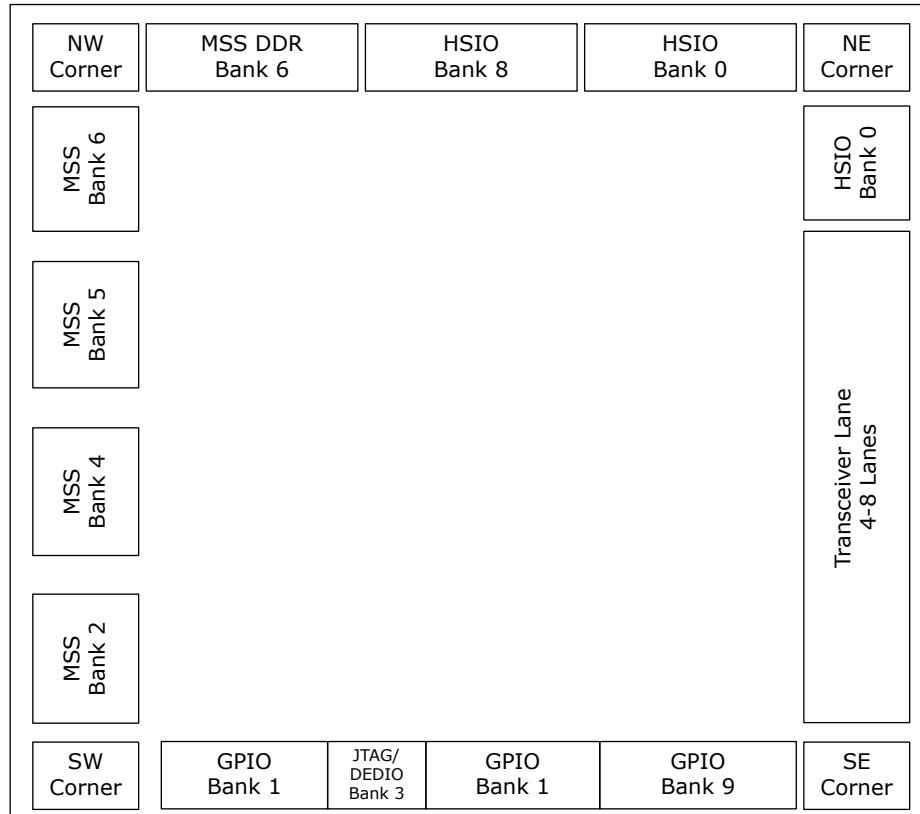 NW
Corner
MSS DDR
Bank 6
HSIO
Bank 8
HSIO
Bank 0
NE
Corner
MSS
Bank 6
HSIO
Bank 0
MSS
Bank 5
MSS
Bank 4
Transceiver Lane
4-8 Lanes
MSS
Bank 2
SW
Corner
GPIO
Bank 1
JTAG/
DEDIO
Bank 3
GPIO
Bank 1
GPIO
Bank 9
SE
Corner